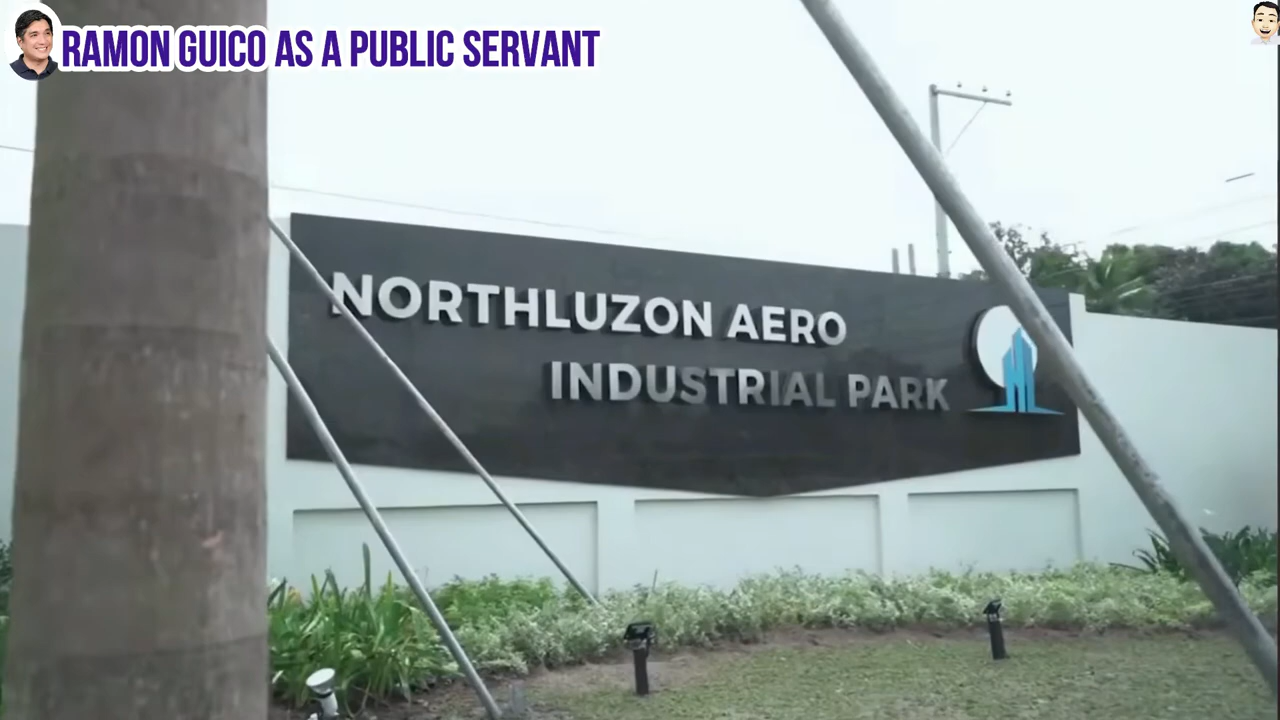 RAMON GUICO AS A PUBLIC SERVANT
NORTHLUZON AERO
INDUSTRIAL PARK